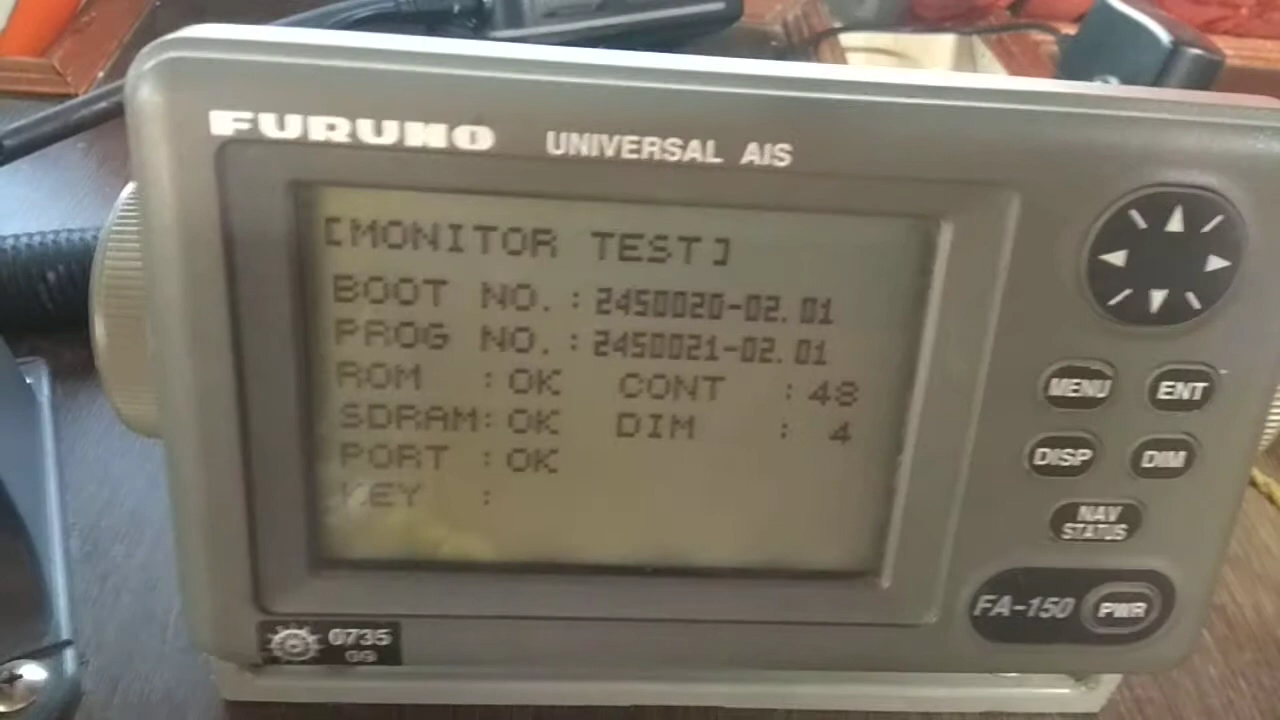 FURUNO UNIVERSAL AIS
[MONITOR TEST]
BOOT NO.:2450020-02.01
PROG NO.:2450021-02.01
ROM :OK CONT :48
SDRAM:OK DIM : 4
PORT :OK
KEY :
MENU ENT
DISP DIM
NAV
STATUS
FA-150 PWR
0735